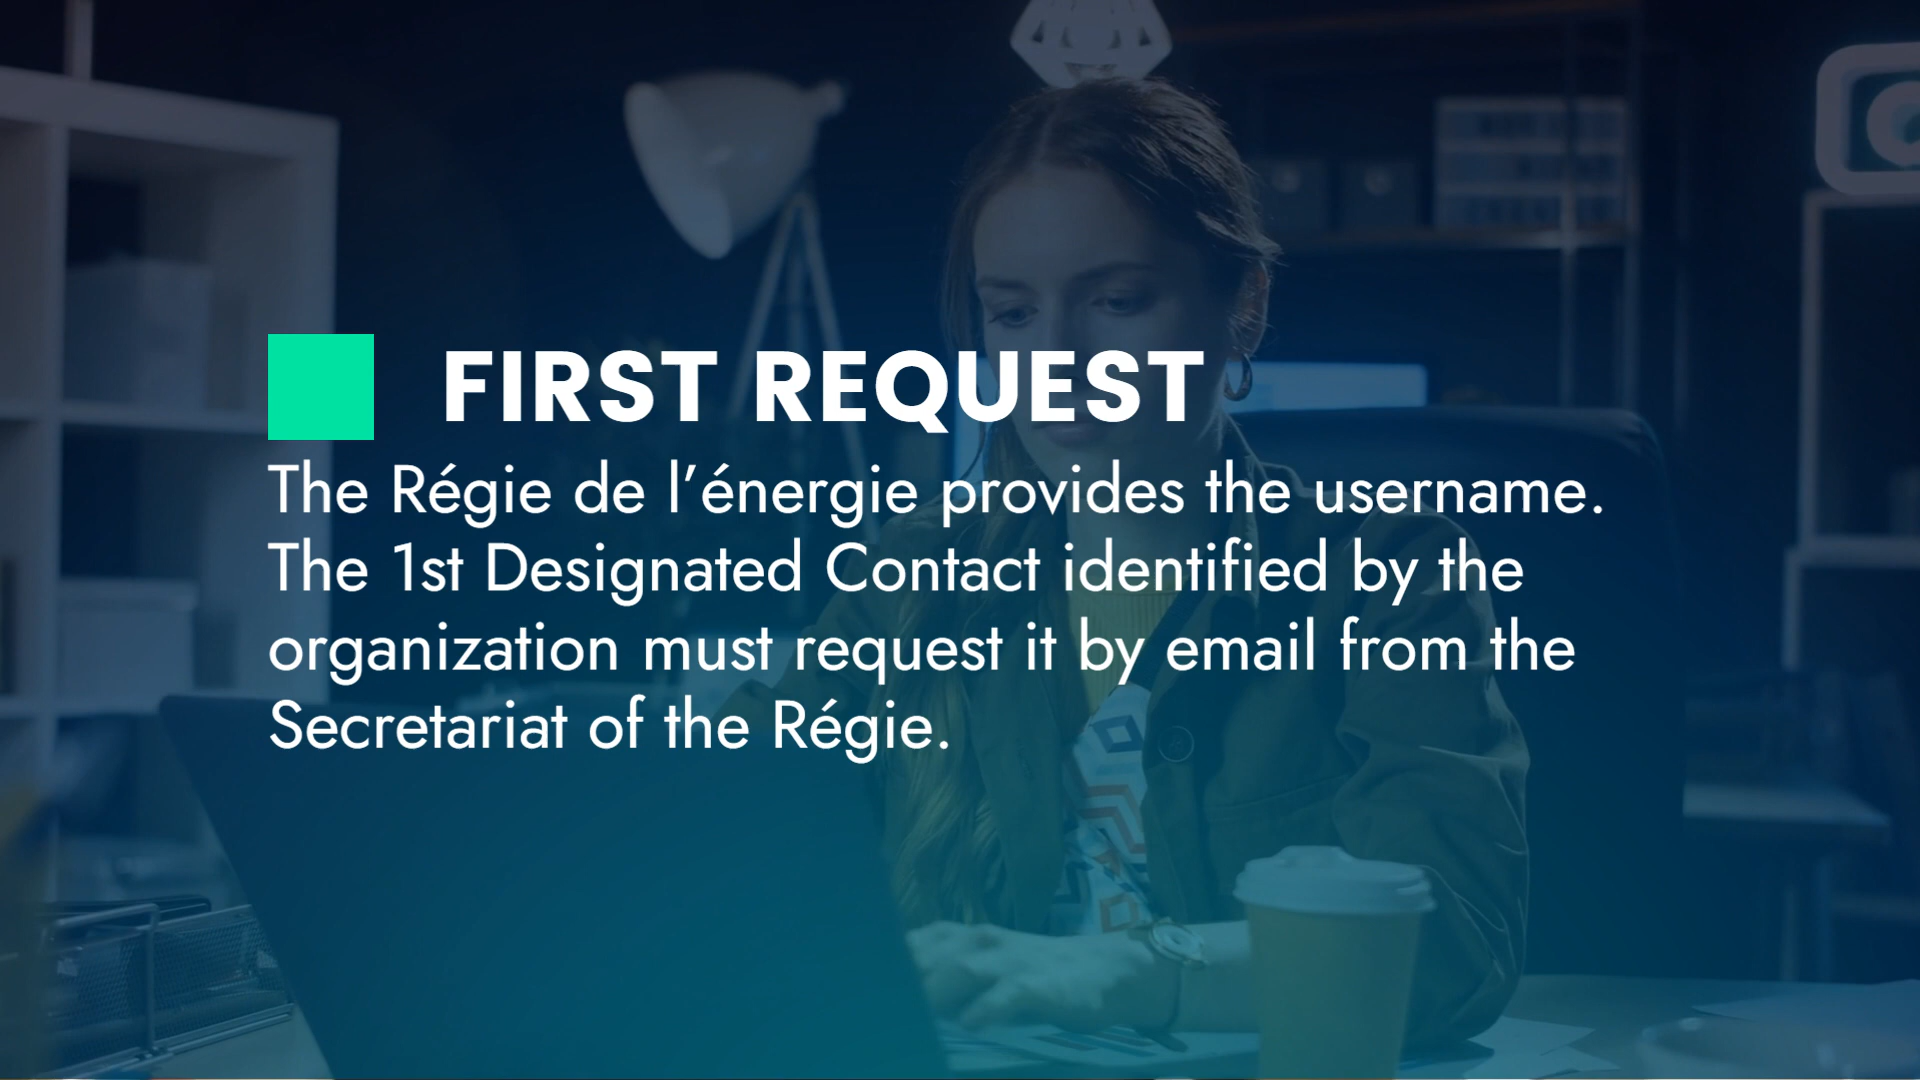 FIRST REQUEST
The Régie de l’énergie provides the username.
The 1st Designated Contact identified by the
organization must request it by email from the
Secretariat of the Régie.